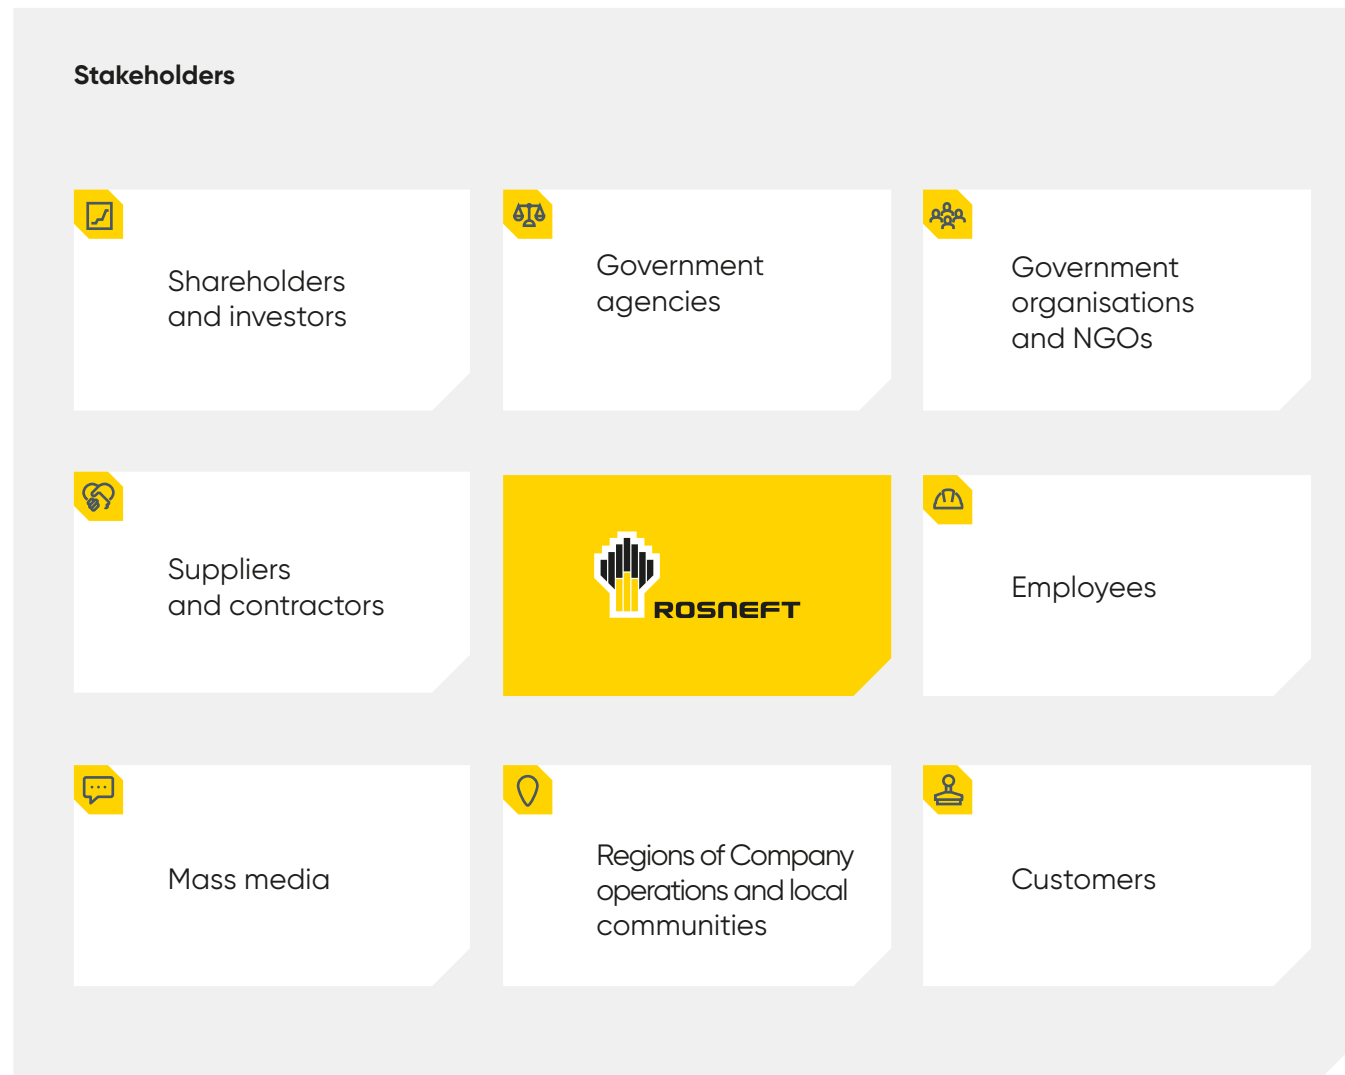 Stakeholders
Shareholders
and investors
Government
agencies
Government
organisations
and NGOs
Suppliers
and contractors
ROSNEFT
Employees
Mass media
Regions of Company
operations and local
communities
Customers